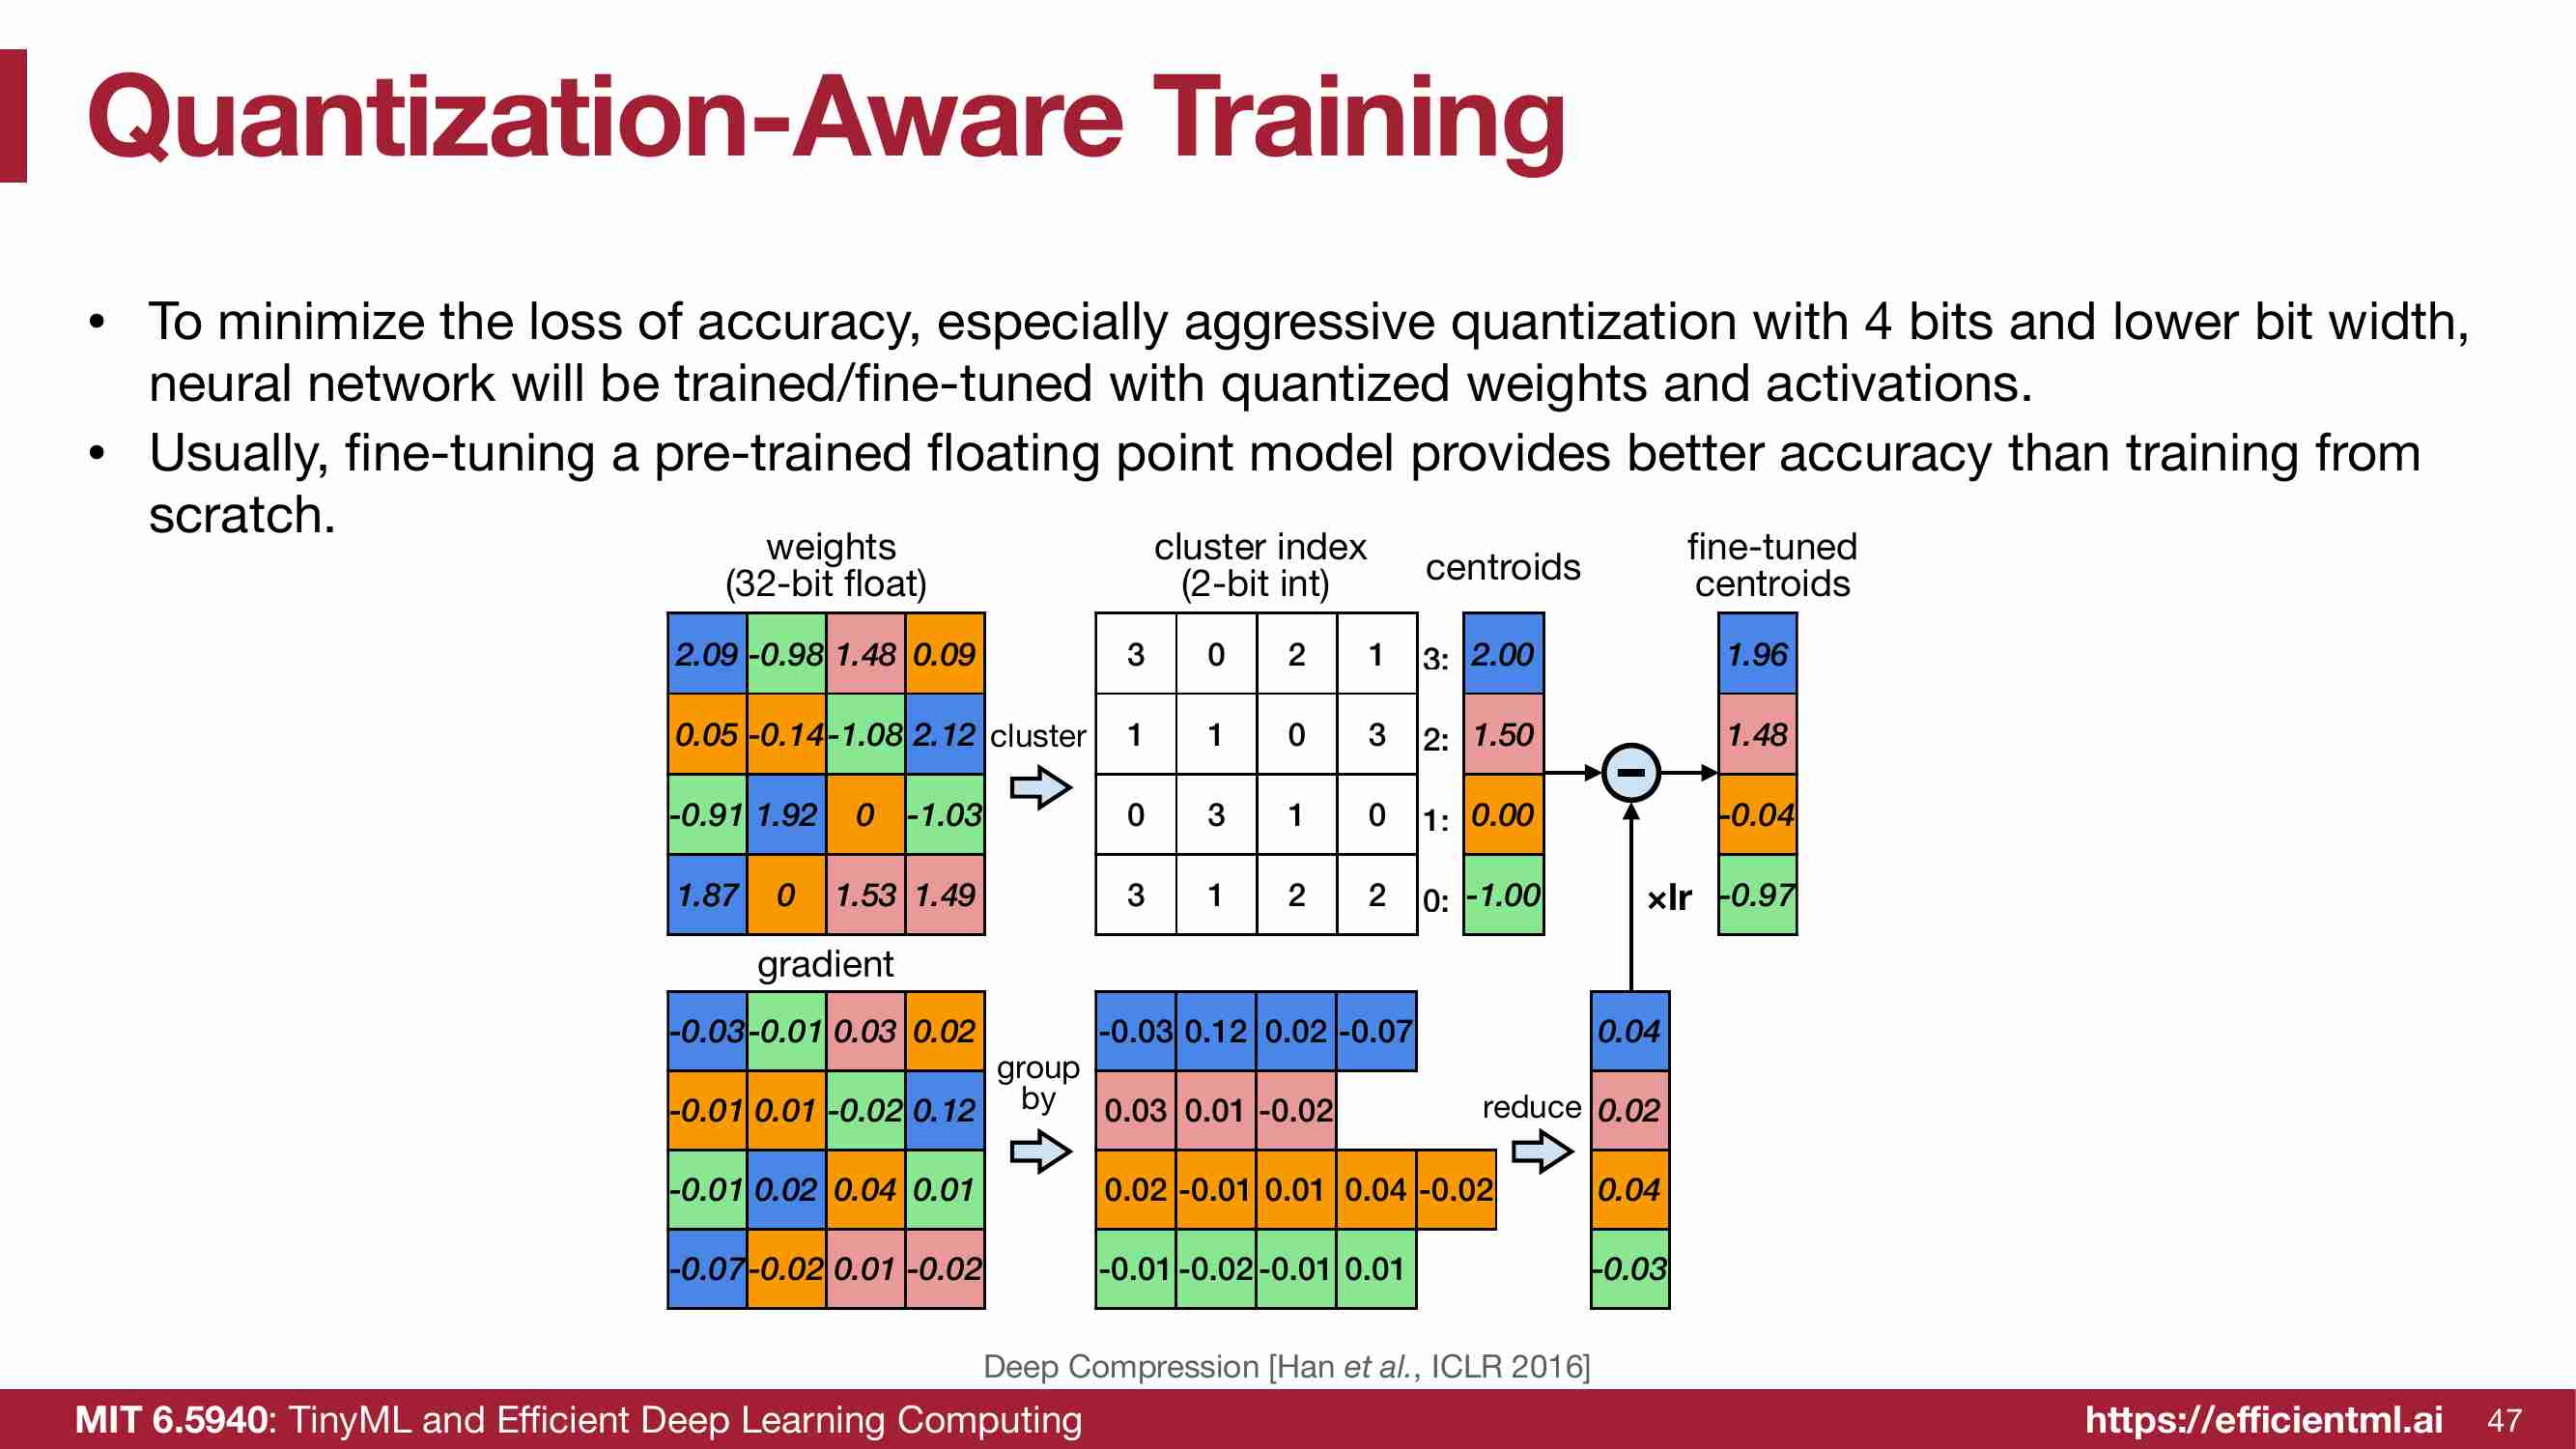 Quantization-Aware Training
• To minimize the loss of accuracy, especially aggressive quantization with 4 bits and lower bit width,
neural network will be trained/fine-tuned with quantized weights and activations.
• Usually, fine-tuning a pre-trained floating point model provides better accuracy than training from
scratch.
weights
(32-bit float)
2.09 -0.98 1.48 0.09
0.05 -0.14 -1.08 2.12
-0.91 1.92 0 -1.03
1.87 0 1.53 1.49
cluster
cluster index
(2-bit int)
3 0 2 1
1 1 0 3
0 3 1 0
3 1 2 2
centroids
3: 2.00
2: 1.50
1: 0.00
0: -1.00
fine-tuned
centroids
1.96
1.48
-0.04
-0.97
×lr
gradient
-0.03 -0.01 0.03 0.02
-0.01 0.01 -0.02 0.12
-0.01 0.02 0.04 0.01
-0.07 -0.02 0.01 -0.02
group
by
-0.03 0.12 0.02 -0.07
0.03 0.01 -0.02
0.02 -0.01 0.01 0.04 -0.02
-0.01 -0.02 -0.01 0.01
reduce
0.04
0.02
0.04
-0.03
Deep Compression [Han et al., ICLR 2016]
MIT 6.5940: TinyML and Efficient Deep Learning Computing
https://efficientml.ai 47